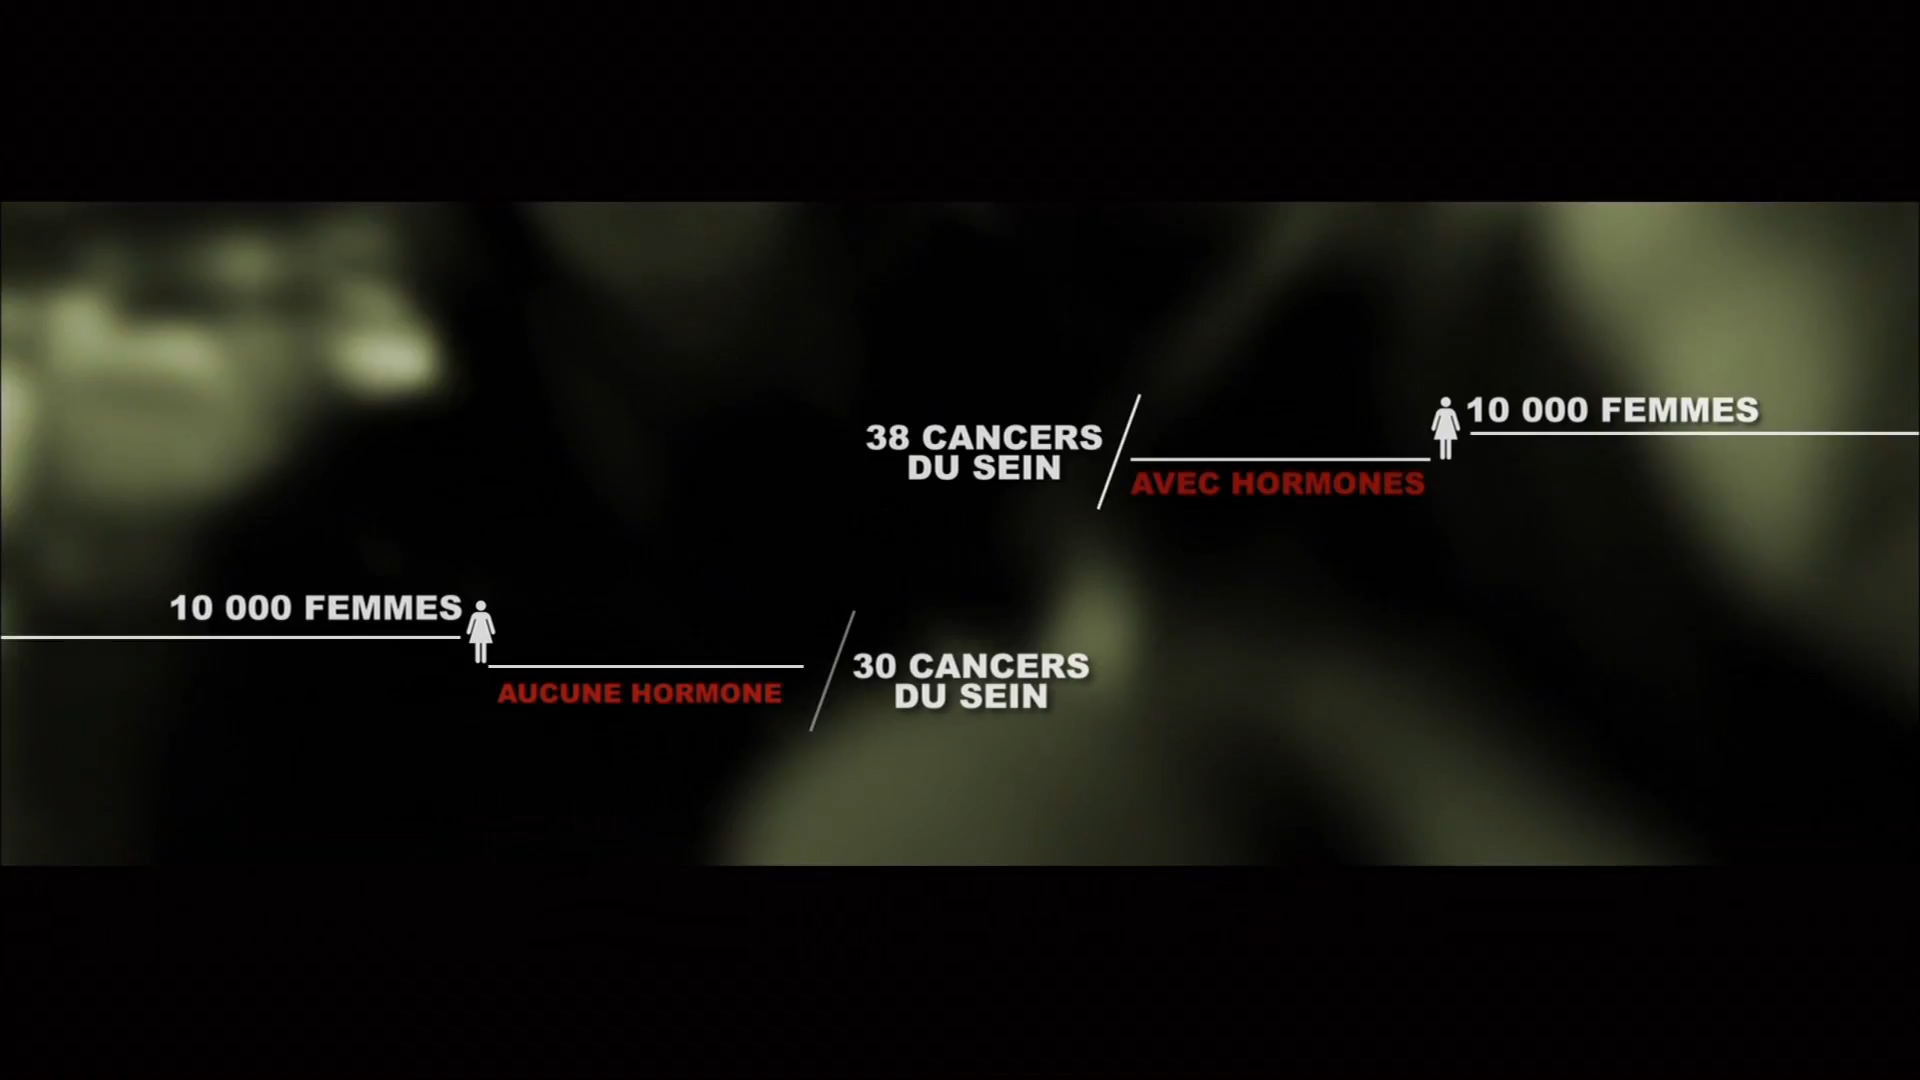 10 000 FEMMES
38 CANCERS
DU SEIN
AVEC HORMONES
10 000 FEMMES
AUCUNE HORMONE
30 CANCERS
DU SEIN